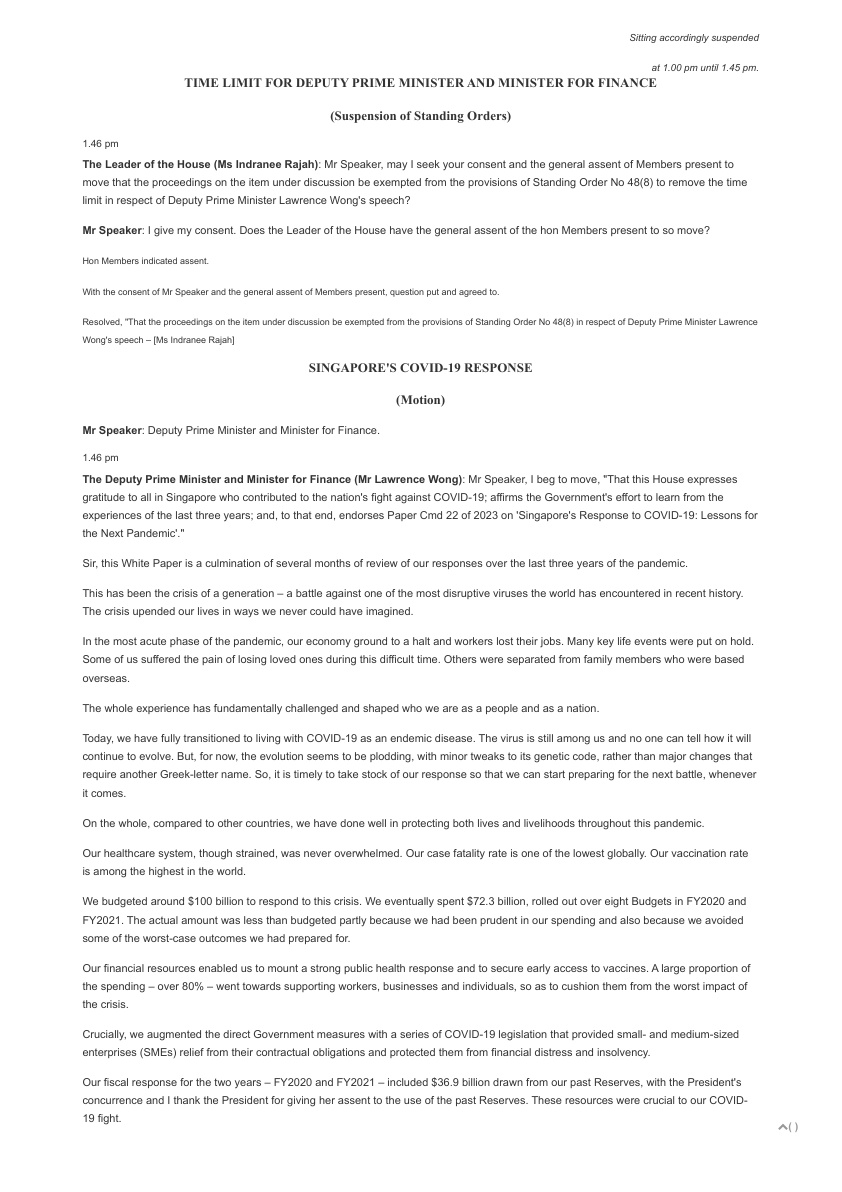 Sitting accordingly suspended
at 1.00 pm until 1.45 pm.
TIME LIMIT FOR DEPUTY PRIME MINISTER AND MINISTER FOR FINANCE
(Suspension of Standing Orders)
1.46 pm
The Leader of the House (Ms Indranee Rajah): Mr Speaker, may I seek your consent and the general assent of Members present to
move that the proceedings on the item under discussion be exempted from the provisions of Standing Order No 48(8) to remove the time
limit in respect of Deputy Prime Minister Lawrence Wong's speech?
Mr Speaker: I give my consent. Does the Leader of the House have the general assent of the hon Members present to so move?
Hon Members indicated assent.
With the consent of Mr Speaker and the general assent of Members present, question put and agreed to.
Resolved, "That the proceedings on the item under discussion be exempted from the provisions of Standing Order No 48(8) in respect of Deputy Prime Minister Lawrence
Wong's speech – [Ms Indranee Rajah]
SINGAPORE'S COVID-19 RESPONSE
(Motion)
Mr Speaker: Deputy Prime Minister and Minister for Finance.
1.46 pm
The Deputy Prime Minister and Minister for Finance (Mr Lawrence Wong): Mr Speaker, I beg to move, "That this House expresses
gratitude to all in Singapore who contributed to the nation's fight against COVID-19; affirms the Government's effort to learn from the
experiences of the last three years; and, to that end, endorses Paper Cmd 22 of 2023 on 'Singapore's Response to COVID-19: Lessons for
the Next Pandemic'."
Sir, this White Paper is a culmination of several months of review of our responses over the last three years of the pandemic.
This has been the crisis of a generation – a battle against one of the most disruptive viruses the world has encountered in recent history.
The crisis upended our lives in ways we never could have imagined.
In the most acute phase of the pandemic, our economy ground to a halt and workers lost their jobs. Many key life events were put on hold.
Some of us suffered the pain of losing loved ones during this difficult time. Others were separated from family members who were based
overseas.
The whole experience has fundamentally challenged and shaped who we are as a people and as a nation.
Today, we have fully transitioned to living with COVID-19 as an endemic disease. The virus is still among us and no one can tell how it will
continue to evolve. But, for now, the evolution seems to be plodding, with minor tweaks to its genetic code, rather than major changes that
require another Greek-letter name. So, it is timely to take stock of our response so that we can start preparing for the next battle, whenever
it comes.
On the whole, compared to other countries, we have done well in protecting both lives and livelihoods throughout this pandemic.
Our healthcare system, though strained, was never overwhelmed. Our case fatality rate is one of the lowest globally. Our vaccination rate
is among the highest in the world.
We budgeted around $100 billion to respond to this crisis. We eventually spent $72.3 billion, rolled out over eight Budgets in FY2020 and
FY2021. The actual amount was less than budgeted partly because we had been prudent in our spending and also because we avoided
some of the worst-case outcomes we had prepared for.
Our financial resources enabled us to mount a strong public health response and to secure early access to vaccines. A large proportion of
the spending – over 80% – went towards supporting workers, businesses and individuals, so as to cushion them from the worst impact of
the crisis.
Crucially, we augmented the direct Government measures with a series of COVID-19 legislation that provided small- and medium-sized
enterprises (SMEs) relief from their contractual obligations and protected them from financial distress and insolvency.
Our fiscal response for the two years – FY2020 and FY2021 – included $36.9 billion drawn from our past Reserves, with the President's
concurrence and I thank the President for giving her assent to the use of the past Reserves. These resources were crucial to our COVID-
19 fight.
( )